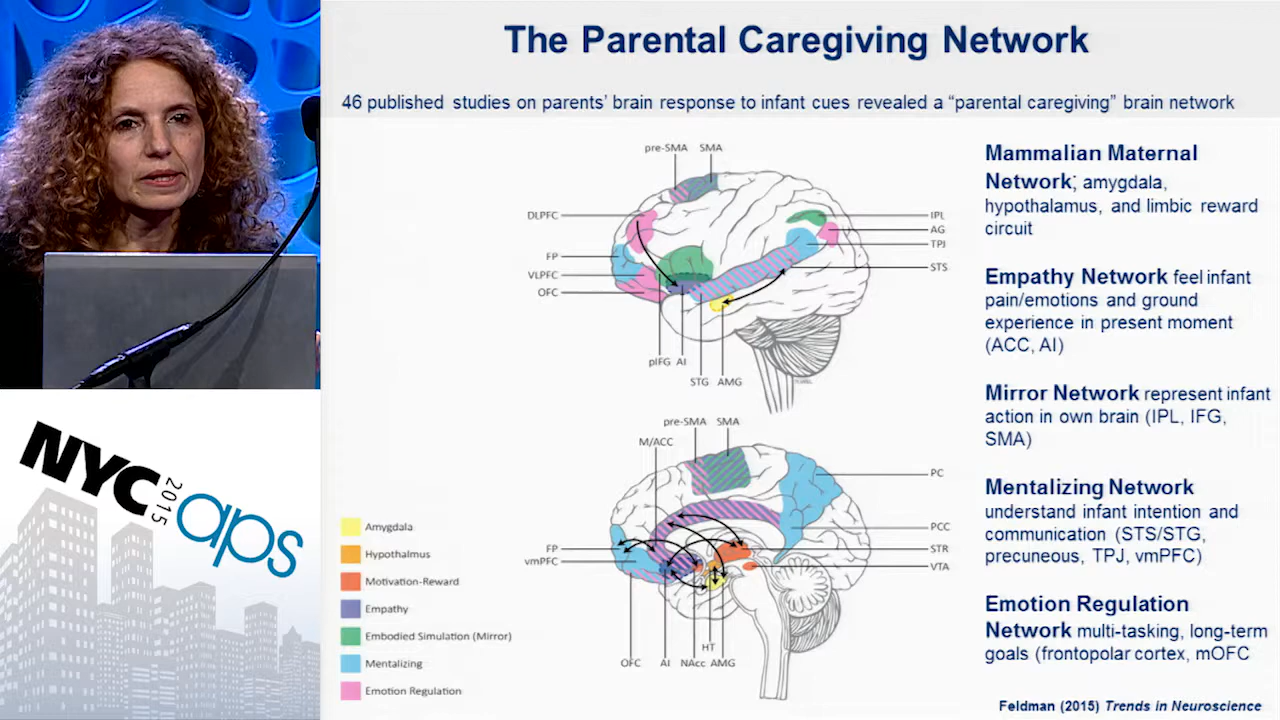 The Parental Caregiving Network
46 published studies on parents’ brain response to infant cues revealed a “parental caregiving” brain network
pre-SMA SMA
DLPFC
FP
VLPFC
OFC
IPL
AG
TPJ
STS
pIFG AI
STG AMG
pre-SMA SMA
M/ACC
PC
PCC
STR
VTA
FP
vmPFC
HT
OFC AI NAcc AMG
Amygdala
Hypothalmus
Motivation-Reward
Empathy
Embodied Simulation (Mirror)
Mentalizing
Emotion Regulation
Mammalian Maternal
Network; amygdala,
hypothalamus, and limbic reward
circuit
Empathy Network feel infant
pain/emotions and ground
experience in present moment
(ACC, AI)
Mirror Network represent infant
action in own brain (IPL, IFG,
SMA)
Mentalizing Network
understand infant intention and
communication (STS/STG,
precuneous, TPJ, vmPFC)
Emotion Regulation
Network multi-tasking, long-term
goals (frontopolar cortex, mOFC
Feldman (2015) Trends in Neuroscience
NYC 2015 aps